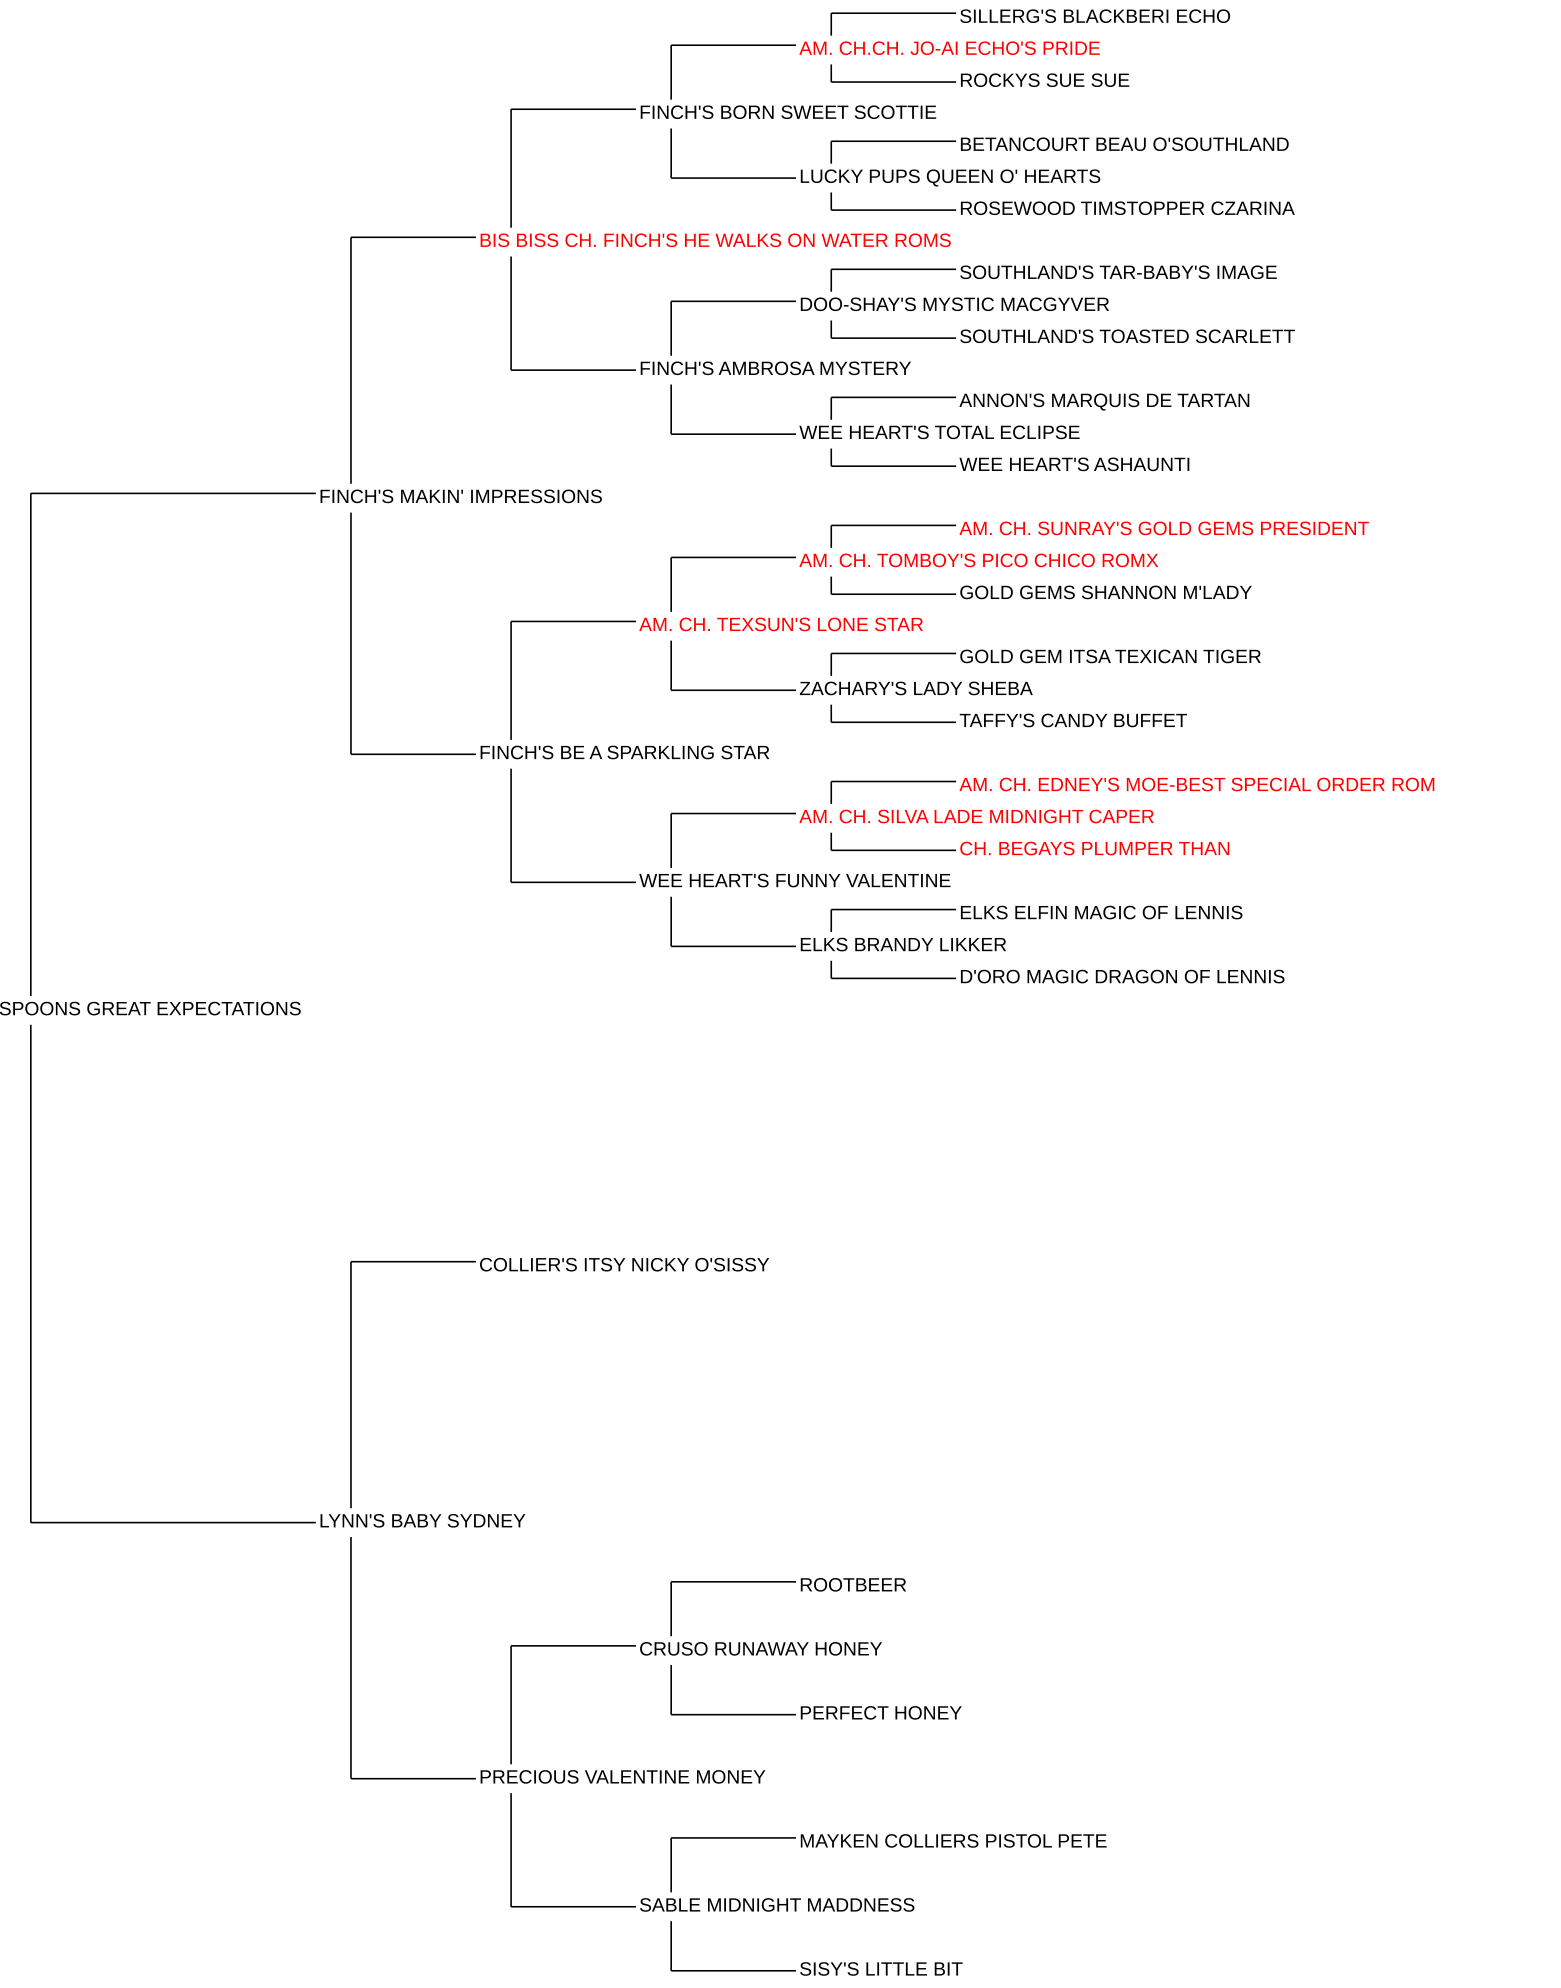 SILLERG'S BLACKBERI ECHO
AM. CH.CH. JO-AI ECHO'S PRIDE
ROCKYS SUE SUE
FINCH'S BORN SWEET SCOTTIE
BETANCOURT BEAU O'SOUTHLAND
LUCKY PUPS QUEEN O' HEARTS
ROSEWOOD TIMSTOPPER CZARINA
BIS BISS CH. FINCH'S HE WALKS ON WATER ROMS
SOUTHLAND'S TAR-BABY'S IMAGE
DOO-SHAY'S MYSTIC MACGYVER
SOUTHLAND'S TOASTED SCARLETT
FINCH'S AMBROSA MYSTERY
ANNON'S MARQUIS DE TARTAN
WEE HEART'S TOTAL ECLIPSE
WEE HEART'S ASHAUNTI
FINCH'S MAKIN' IMPRESSIONS
AM. CH. SUNRAY'S GOLD GEMS PRESIDENT
AM. CH. TOMBOY'S PICO CHICO ROMX
GOLD GEMS SHANNON M'LADY
AM. CH. TEXSUN'S LONE STAR
GOLD GEM ITSA TEXICAN TIGER
ZACHARY'S LADY SHEBA
TAFFY'S CANDY BUFFET
FINCH'S BE A SPARKLING STAR
AM. CH. EDNEY'S MOE-BEST SPECIAL ORDER ROM
AM. CH. SILVA LADE MIDNIGHT CAPER
CH. BEGAYS PLUMPER THAN
WEE HEART'S FUNNY VALENTINE
ELKS ELFIN MAGIC OF LENNIS
ELKS BRANDY LIKKER
D'ORO MAGIC DRAGON OF LENNIS
SPOONS GREAT EXPECTATIONS
COLLIER'S ITSY NICKY O'SISSY
LYNN'S BABY SYDNEY
ROOTBEER
CRUSO RUNAWAY HONEY
PERFECT HONEY
PRECIOUS VALENTINE MONEY
MAYKEN COLLIERS PISTOL PETE
SABLE MIDNIGHT MADDNESS
SISY'S LITTLE BIT